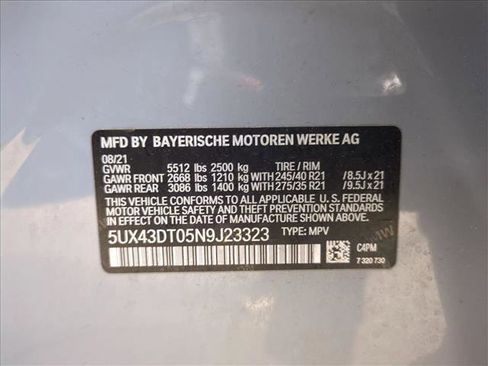 MFD BY BAYERISCHE MOTOREN WERKE AG
08/21
GVWR 5512 lbs 2500 kg TIRE / RIM
GAWR FRONT 2668 lbs 1210 kg WITH 245/40 R21 /8.5J x 21
GAWR REAR 3086 lbs 1400 kg WITH 275/35 R21 /9.5J x 21
THIS VEHICLE CONFORMS TO ALL APPLICABLE U. S. FEDERAL
MOTOR VEHICLE SAFETY STANDARDS IN EFFECT ON THE DATE
OF MANUFACTURE SHOWN ABOVE.
5UX43DT05N9J23323 TYPE: MPV
C4PM
7 320 730